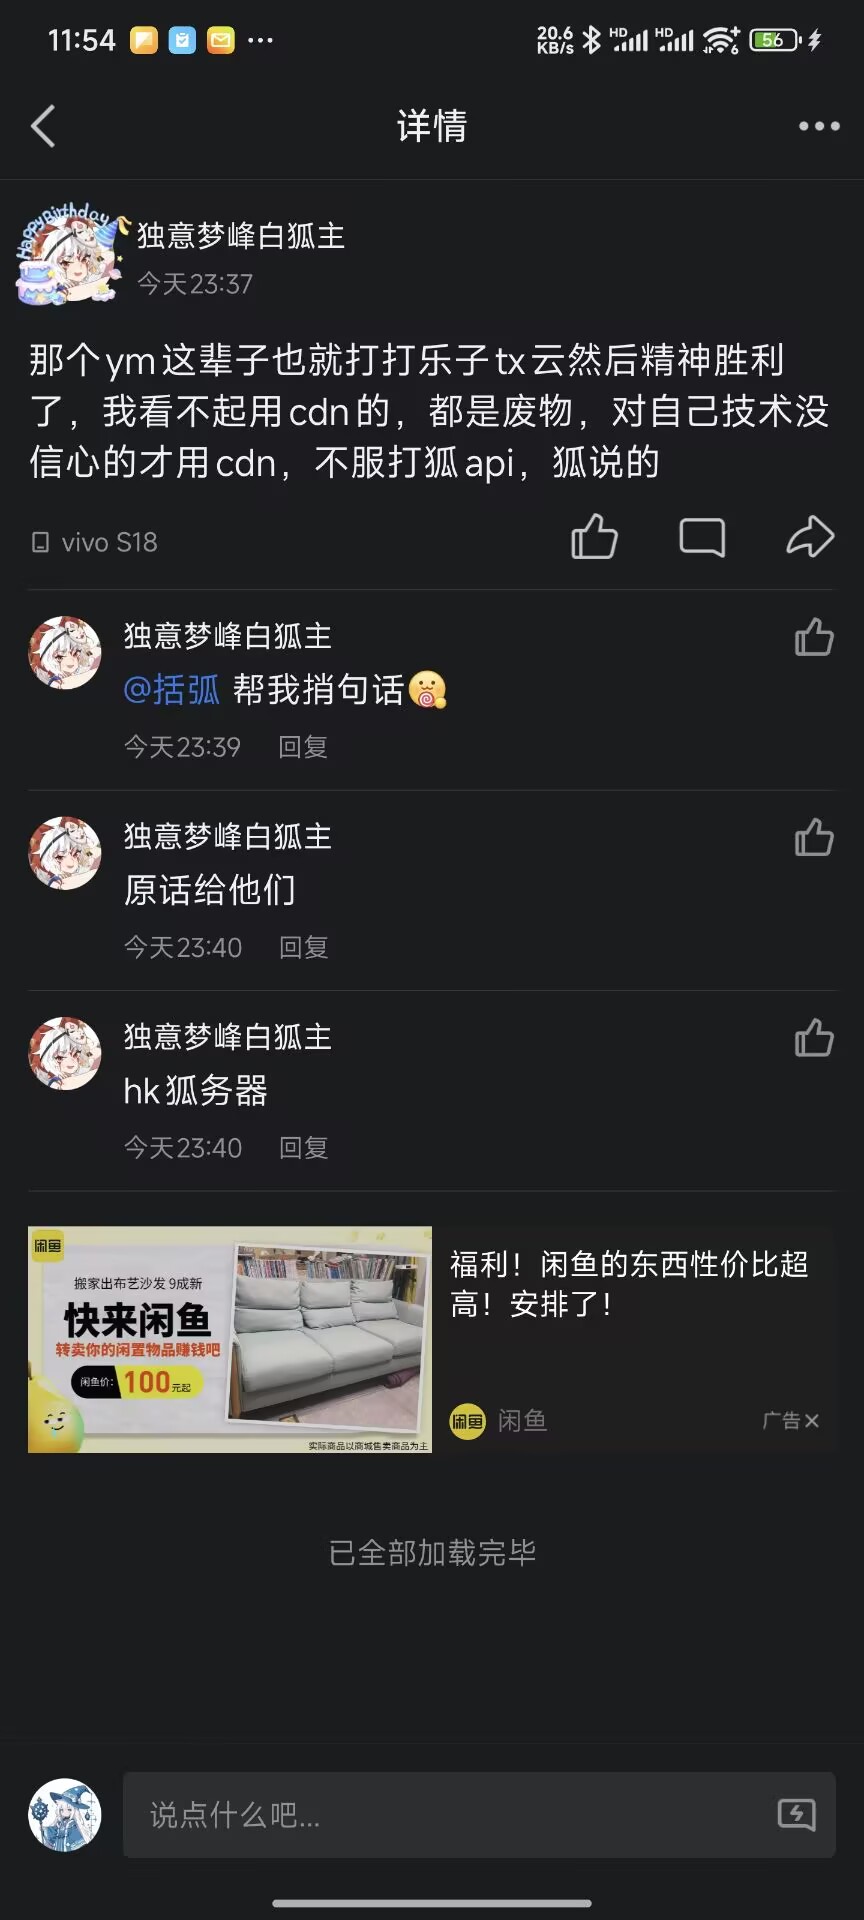 11:54
20.6
KB/s
HD
HD
6
56
详情
HappyBirthday
独意梦峰白狐主
今天23:37
那个ym这辈子也就打打乐子tx云然后精神胜利
了，我看不起用cdn的，都是废物，对自己技术没
信心的才用cdn，不服打狐api，狐说的
vivo S18
独意梦峰白狐主
@括弧 帮我捎句话
今天23:39 回复
独意梦峰白狐主
原话给他们
今天23:40 回复
独意梦峰白狐主
hk狐务器
今天23:40 回复
闲鱼
搬家出布艺沙发 9成新
快来闲鱼
转卖你的闲置物品赚钱吧
闲鱼价：100元起
实际商品以商城售卖商品为主
福利！闲鱼的东西性价比超
高！安排了！
闲鱼
闲鱼
广告
已全部加载完毕
说点什么吧...